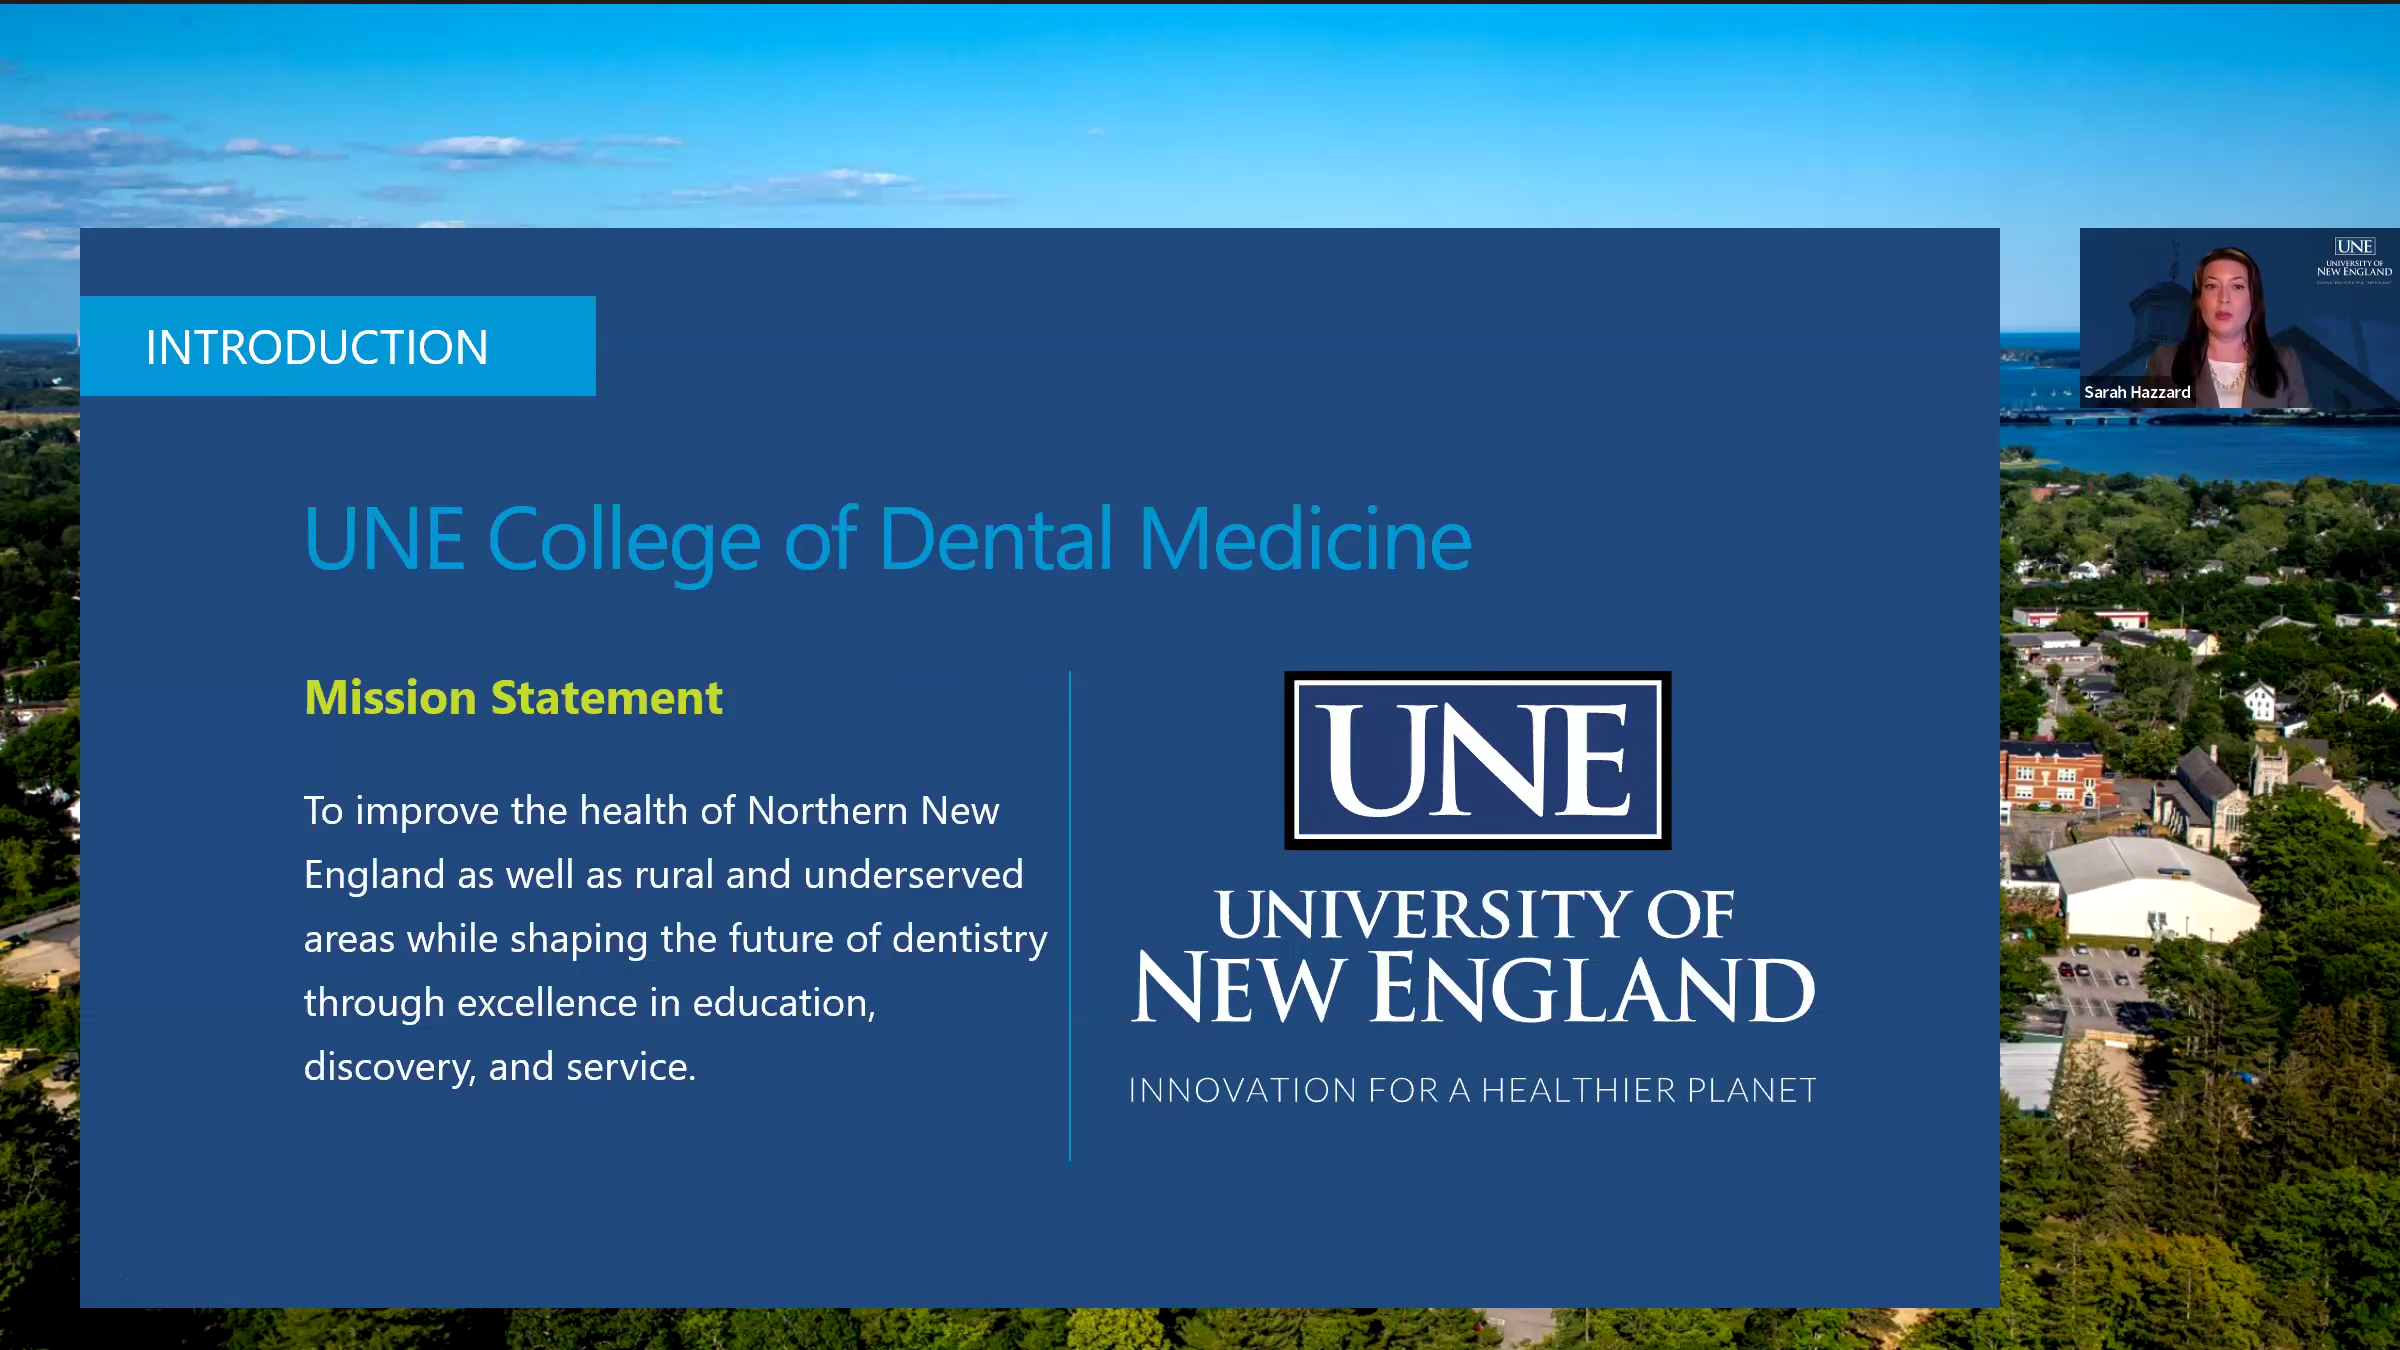 INTRODUCTION
UNE College of Dental Medicine
Mission Statement
To improve the health of Northern New
England as well as rural and underserved
areas while shaping the future of dentistry
through excellence in education,
discovery, and service.
UNE
UNIVERSITY OF
NEW ENGLAND
INNOVATION FOR A HEALTHIER PLANET
UNE
UNIVERSITY OF
NEW ENGLAND
Sarah Hazzard